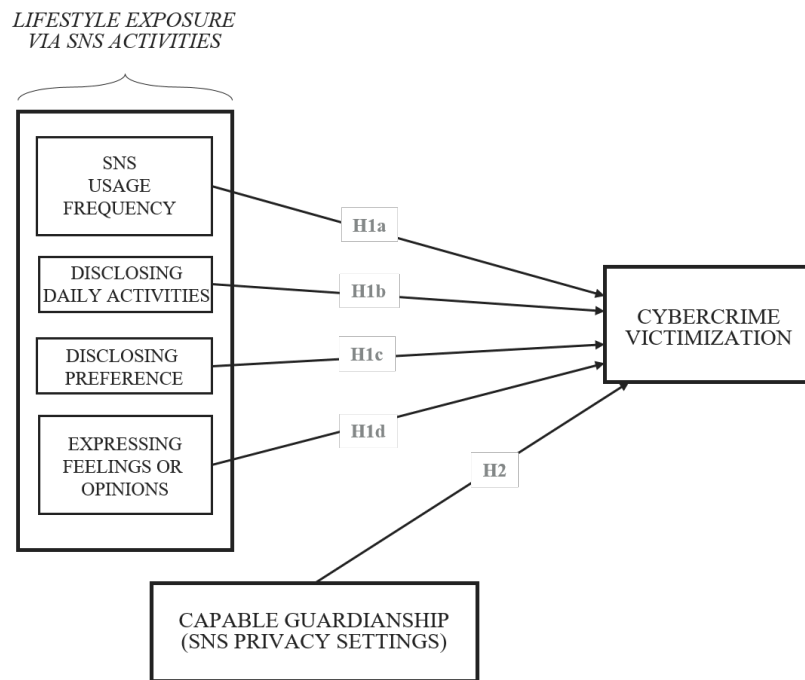 LIFESTYLE EXPOSURE
VIA SNS ACTIVITIES
SNS
USAGE
FREQUENCY
H1a
DISCLOSING
DAILY ACTIVITIES
H1b
DISCLOSING
PREFERENCE
H1c
EXPRESSING
FEELINGS OR
OPINIONS
H1d
CYBERCRIME
VICTIMIZATION
H2
CAPABLE GUARDIANSHIP
(SNS PRIVACY SETTINGS)